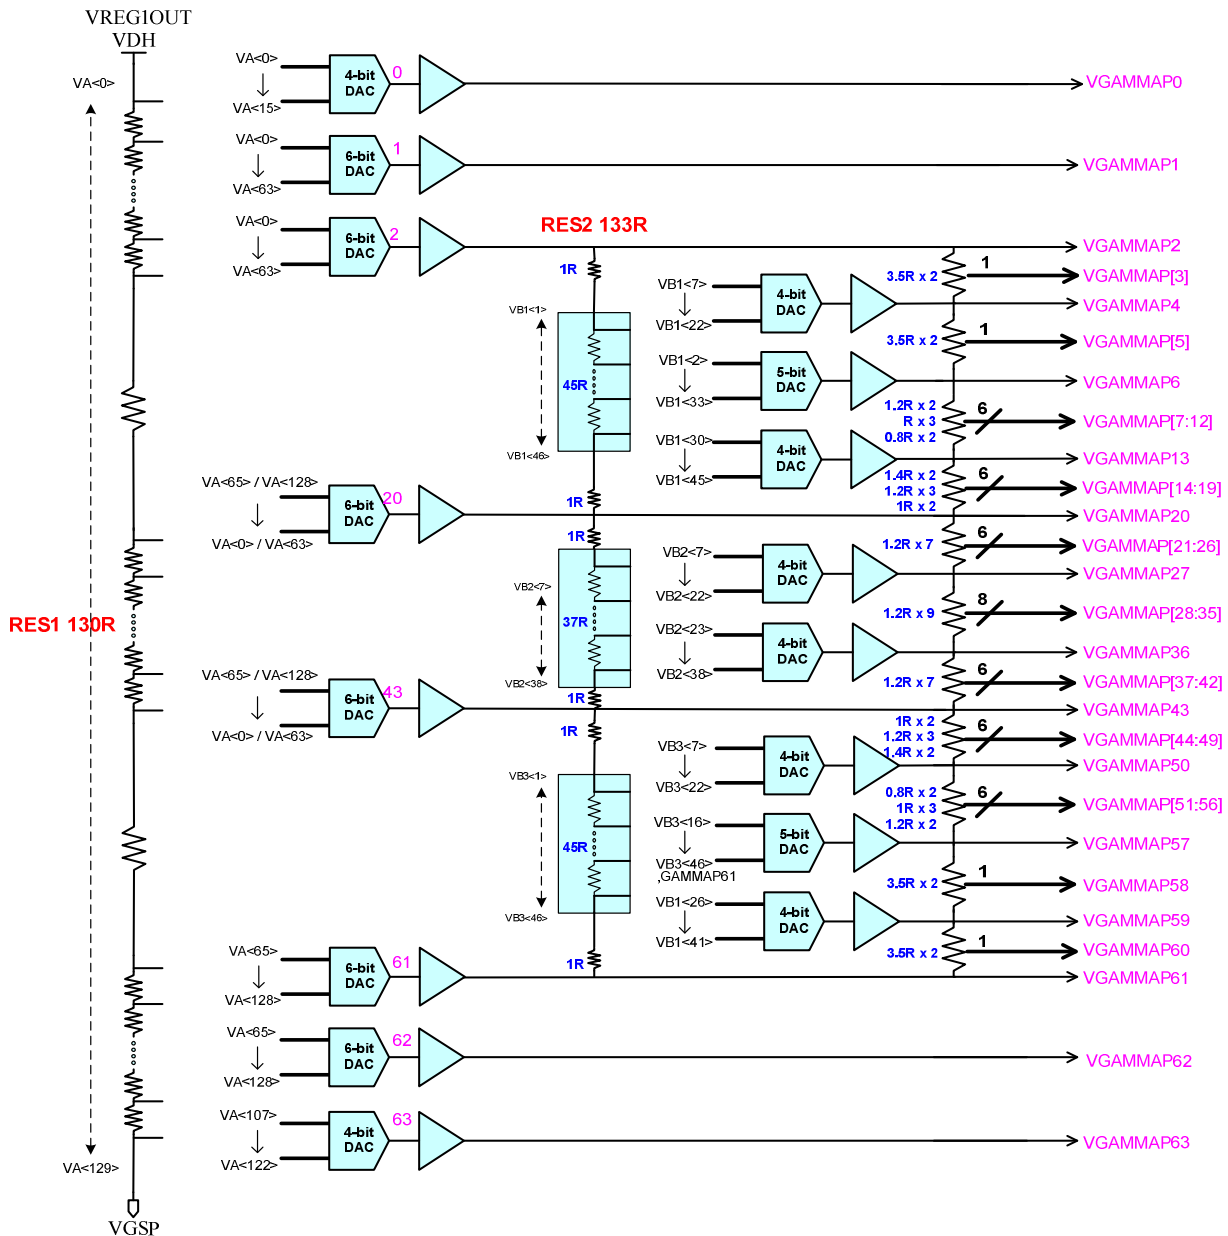 VREG1OUT
VDH
VA<0>
RES1 130R
VA<129>
VGSP
VA<0>
VA<15>
4-bit
DAC
0
VGAMMAP0
VA<0>
VA<63>
6-bit
DAC
1
VGAMMAP1
VA<0>
VA<63>
6-bit
DAC
2
VGAMMAP2
RES2 133R
1R
VB1<1>
45R
VB1<46>
1R
1R
VB2<7>
37R
VB2<38>
1R
1R
VB3<1>
45R
VB3<46>
1R
3.5R x 2
1
VGAMMAP[3]
VB1<7>
VB1<22>
4-bit
DAC
VGAMMAP4
3.5R x 2
1
VGAMMAP[5]
VB1<2>
VB1<33>
5-bit
DAC
VGAMMAP6
1.2R x 2
R x 3
0.8R x 2
6
VGAMMAP[7:12]
VB1<30>
VB1<45>
4-bit
DAC
VGAMMAP13
1.4R x 2
1.2R x 3
1R x 2
6
VGAMMAP[14:19]
VA<65> / VA<128>
VA<0> / VA<63>
6-bit
DAC
20
VGAMMAP20
1.2R x 7
6
VGAMMAP[21:26]
VB2<7>
VB2<22>
4-bit
DAC
VGAMMAP27
1.2R x 9
8
VGAMMAP[28:35]
VB2<23>
VB2<38>
4-bit
DAC
VGAMMAP36
1.2R x 7
6
VGAMMAP[37:42]
VA<65> / VA<128>
VA<0> / VA<63>
6-bit
DAC
43
VGAMMAP43
1R x 2
1.2R x 3
1.4R x 2
6
VGAMMAP[44:49]
VB3<7>
VB3<22>
4-bit
DAC
VGAMMAP50
0.8R x 2
1R x 3
1.2R x 2
6
VGAMMAP[51:56]
VB3<16>
VB3<46>
,GAMMAP61
5-bit
DAC
VGAMMAP57
3.5R x 2
1
VGAMMAP58
VB1<26>
VB1<41>
4-bit
DAC
VGAMMAP59
3.5R x 2
1
VGAMMAP60
VA<65>
VA<128>
6-bit
DAC
61
VGAMMAP61
VA<65>
VA<128>
6-bit
DAC
62
VGAMMAP62
VA<107>
VA<122>
4-bit
DAC
63
VGAMMAP63